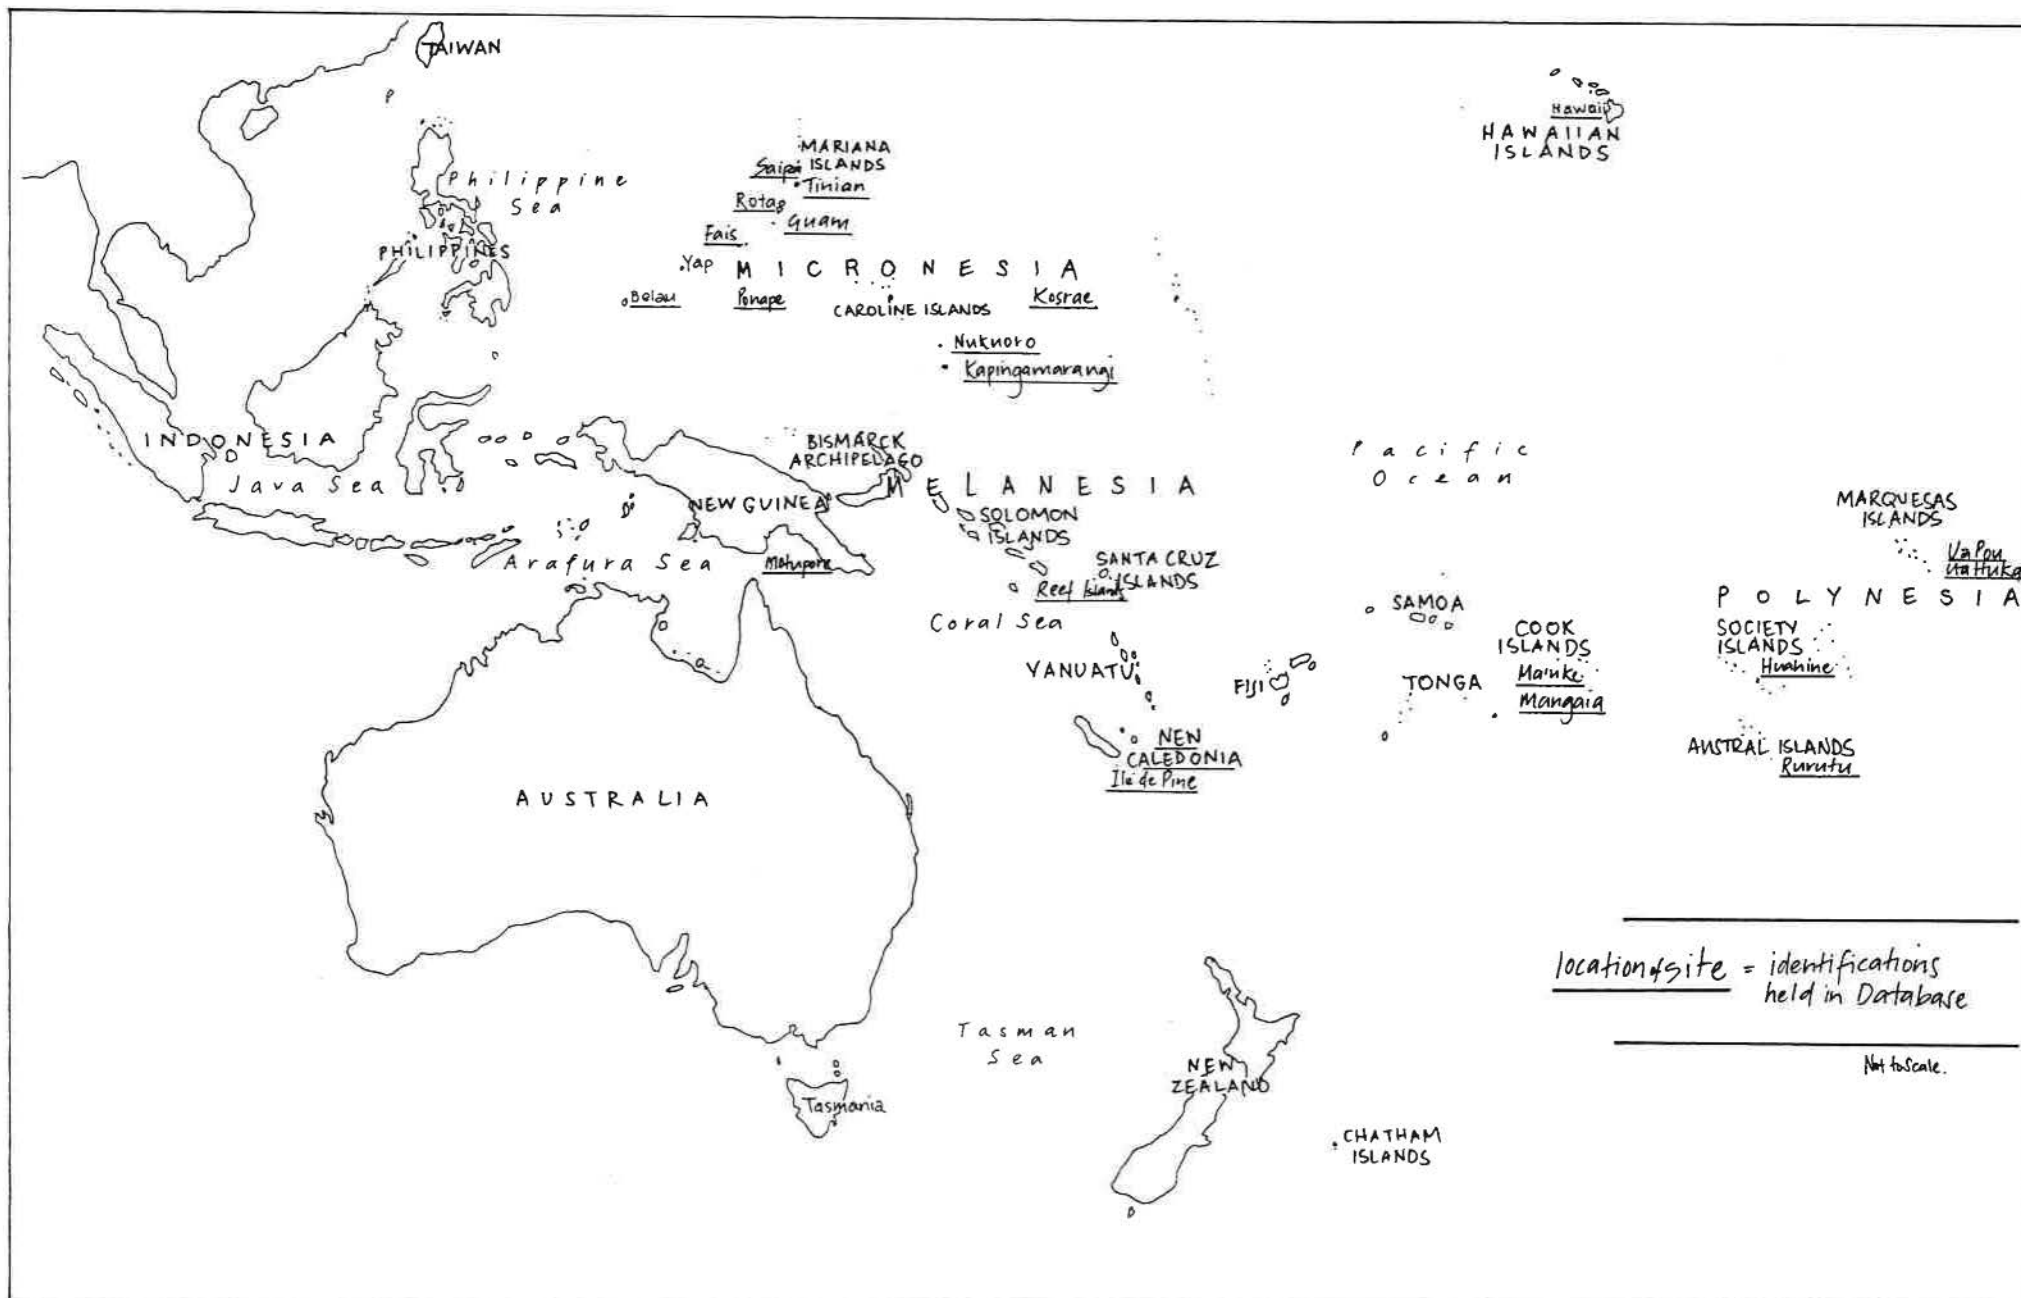 TAIWAN
Hawaii
HAWAIIAN
ISLANDS
MARIANA
ISLANDS
Saipa
Tinian
Philippine
Sea
Rota
Guam
Fais
PHILIPPINES
Yap
MICRONESIA
Belau
Ponape
CAROLINE ISLANDS
Kosrae
Nukuoro
Kapingamarangi
INDONESIA
Java Sea
BISMARCK
ARCHIPELAGO
Pacific
Ocean
MELANESIA
NEW GUINEA
SOLOMON
ISLANDS
MARQUESAS
ISLANDS
Ua Pou
Ua Huka
Arafura Sea
Motupore
SANTA CRUZ
ISLANDS
Reef Islands
POLYNESIA
Coral Sea
SAMOA
COOK
ISLANDS
Mauke
Mangaia
SOCIETY
ISLANDS
Huahine
VANUATU
FIJI
TONGA
NEW
CALEDONIA
Ile de Pine
AUSTRAL ISLANDS
Rurutu
AUSTRALIA
location of site = identifications
held in Database
Not to scale.
Tasman
Sea
NEW
ZEALAND
Tasmania
CHATHAM
ISLANDS